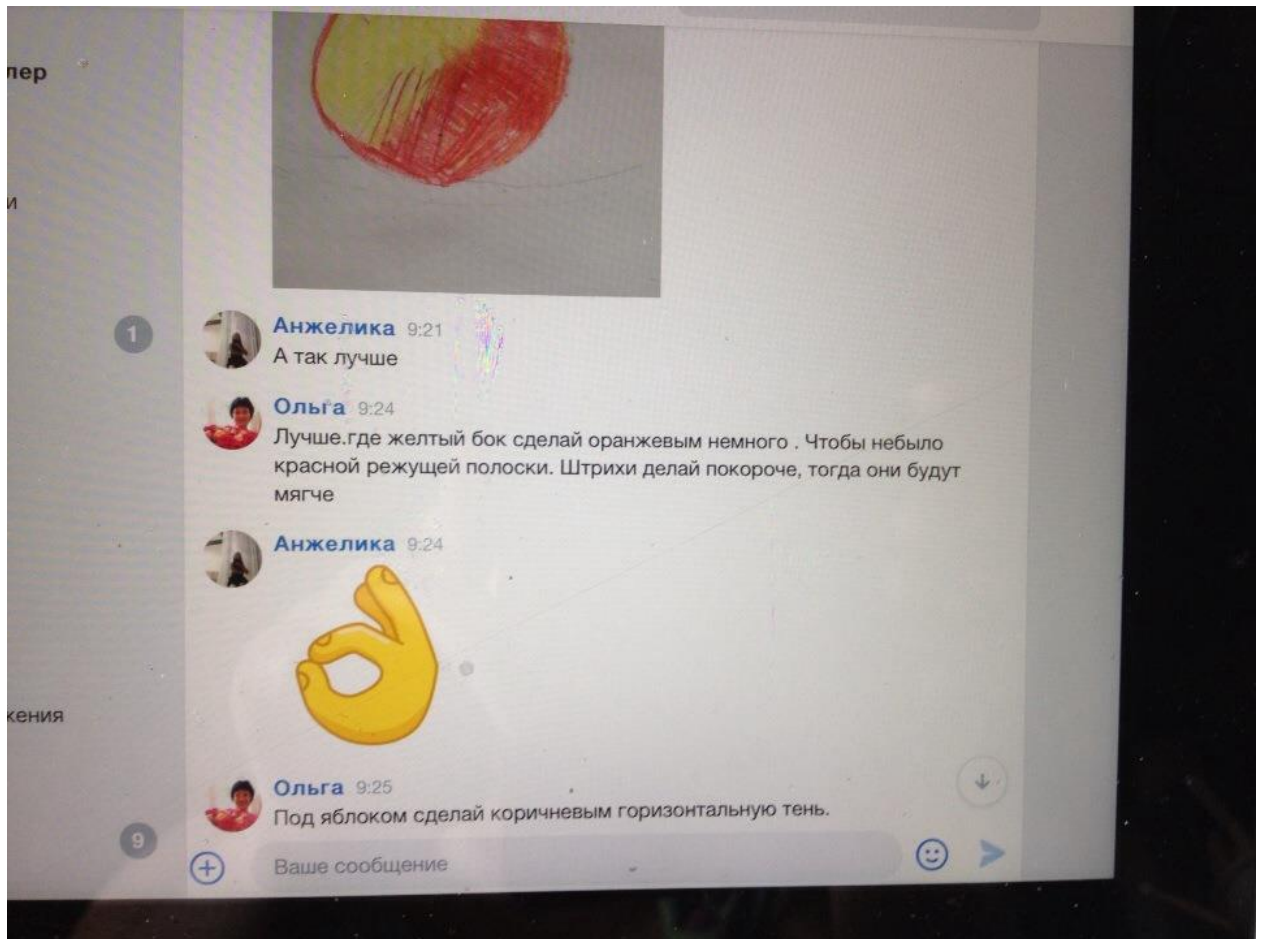 лер
и
1
Анжелика 9:21
А так лучше
Ольга 9:24
Лучше.где желтый бок сделай оранжевым немного . Чтобы небыло
красной режущей полоски. Штрихи делай покороче, тогда они будут
мягче
Анжелика 9:24
кения
Ольга 9:25
Под яблоком сделай коричневым горизонтальную тень.
9
Ваше сообщение